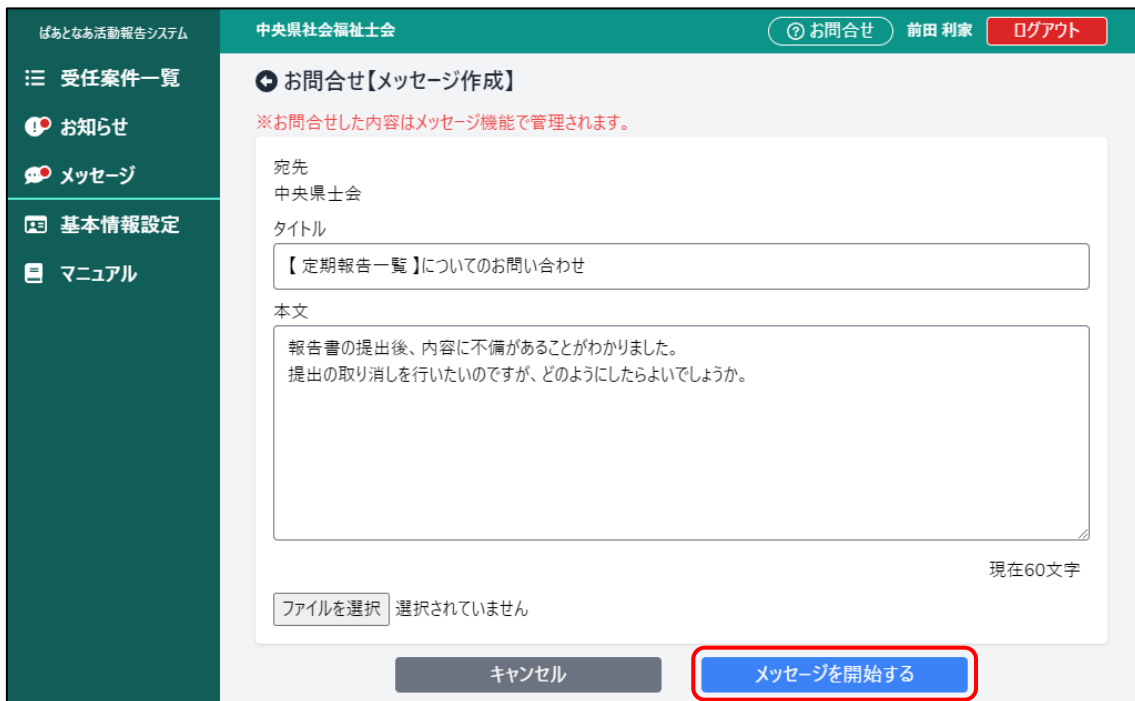 ぱあとなあ活動報告システム
中央県社会福祉士会
お問合せ
前田 利家
ログアウト
受任案件一覧
お知らせ
メッセージ
基本情報設定
マニュアル
お問合せ【メッセージ作成】
※お問合せした内容はメッセージ機能で管理されます。
宛先
中央県士会
タイトル
【 定期報告一覧 】についてのお問い合わせ
本文
報告書の提出後、内容に不備があることがわかりました。
提出の取り消しを行いたいのですが、どのようにしたらよいでしょうか。
現在60文字
ファイルを選択 選択されていません
キャンセル
メッセージを開始する